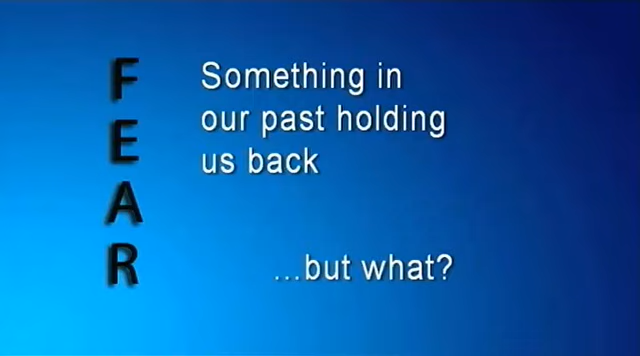 F
E
A
R
Something in
our past holding
us back
...but what?